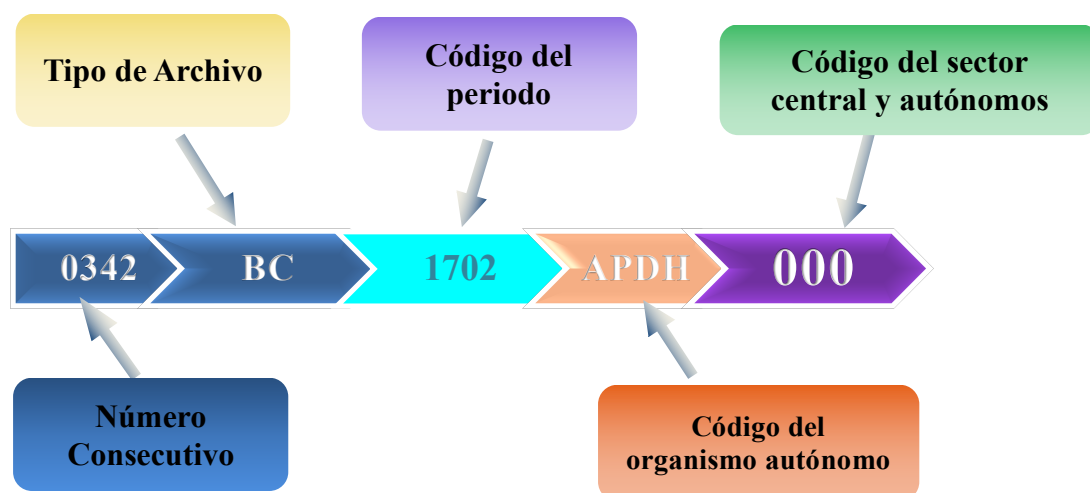 Tipo de Archivo
Código del
periodo
Código del sector
central y autónomos
0342
BC
1702
APDH
000
Número
Consecutivo
Código del
organismo autónomo